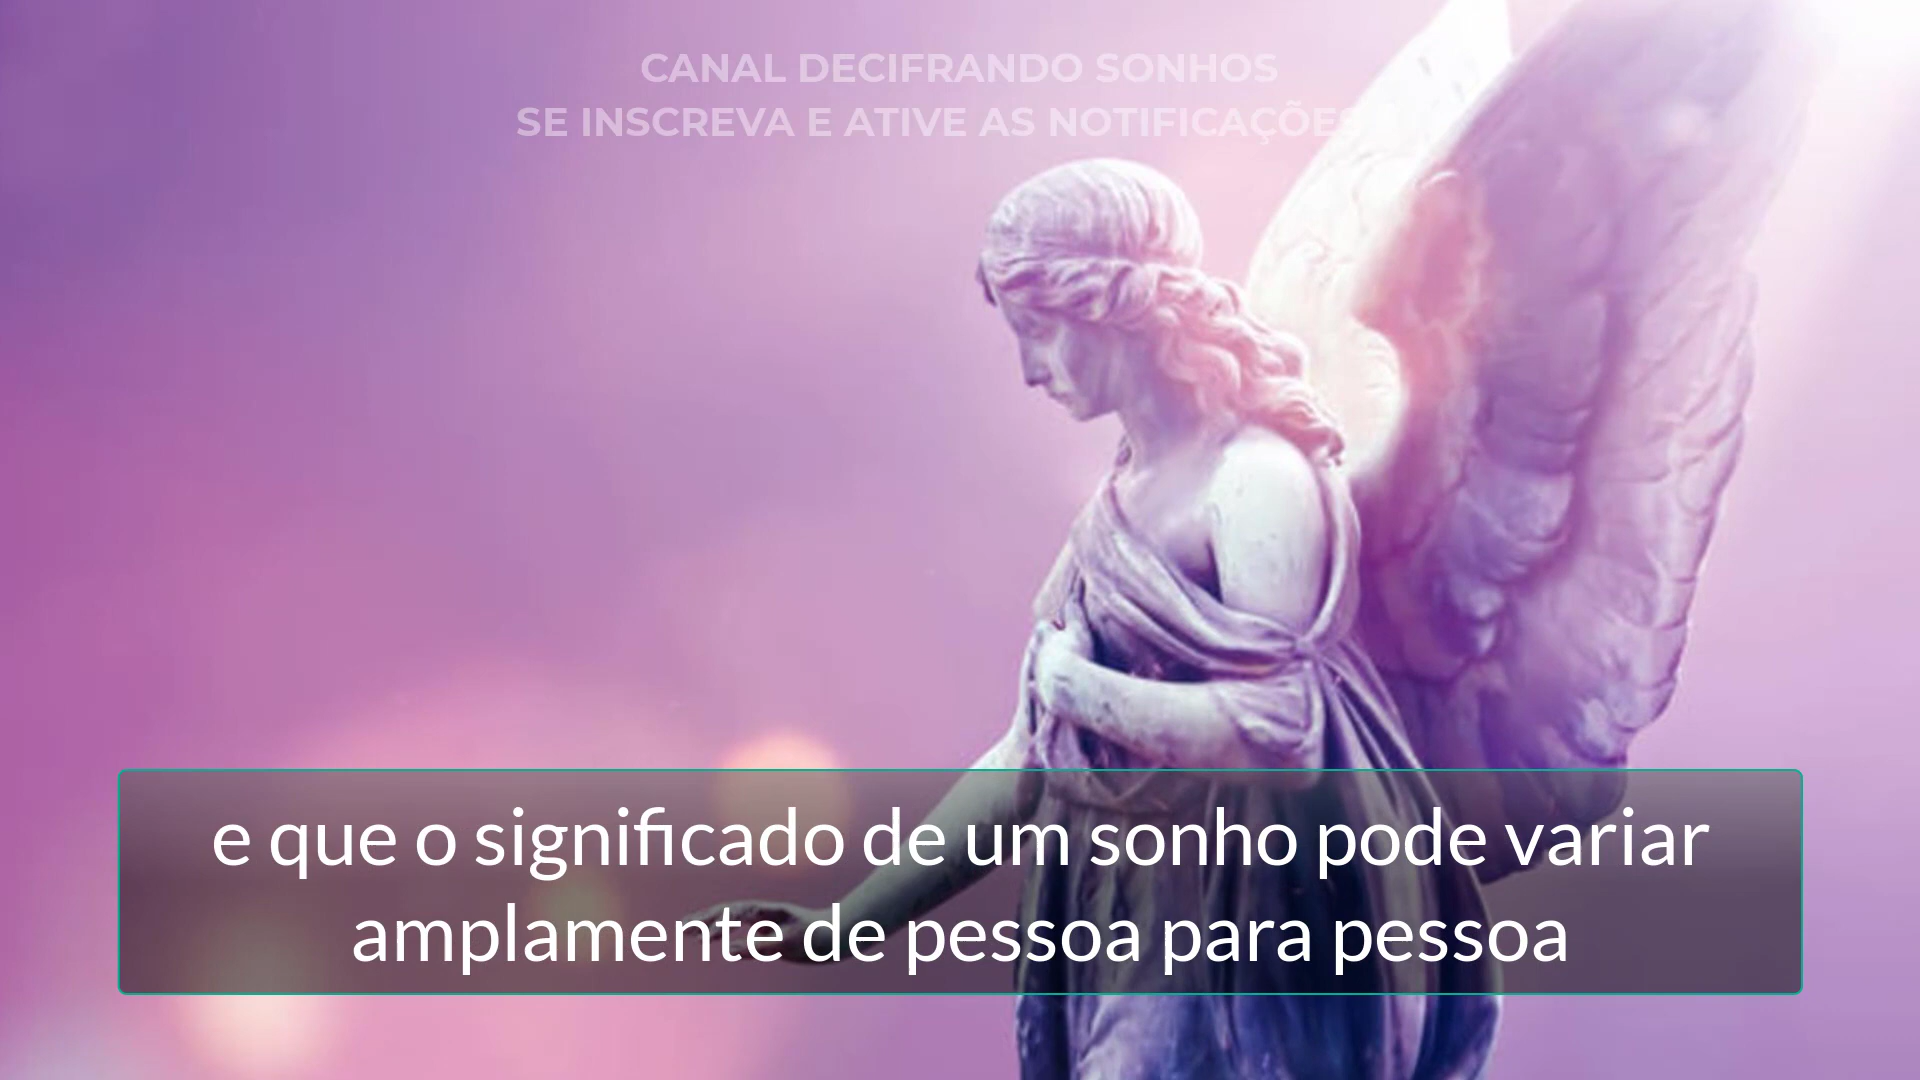 CANAL DECIFRANDO SONHOS
SE INSCREVA E ATIVE AS NOTIFICAÇÕES
e que o significado de um sonho pode variar
amplamente de pessoa para pessoa